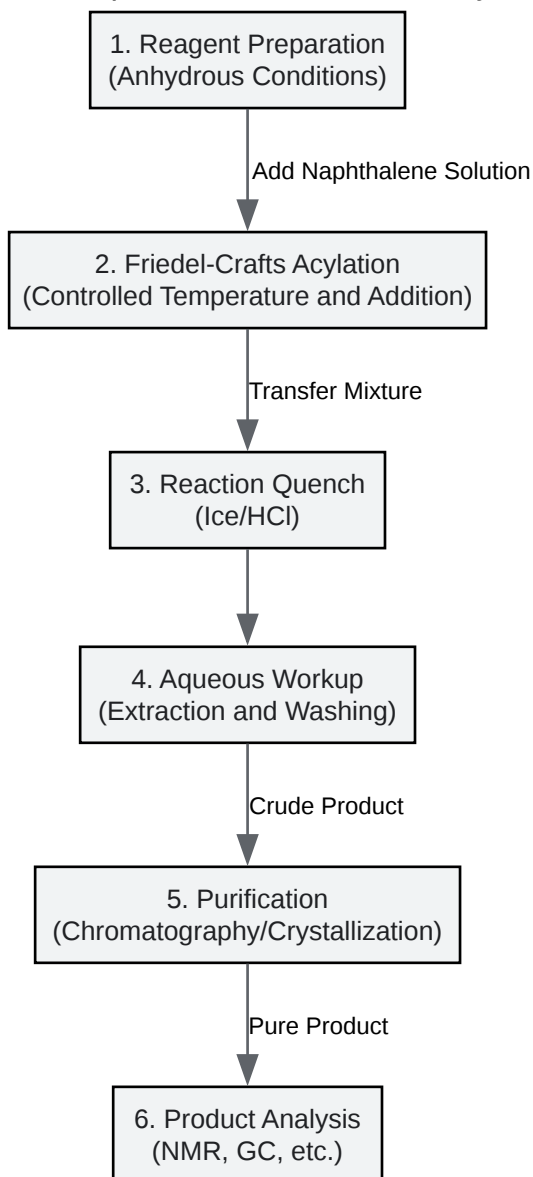 1. Reagent Preparation
(Anhydrous Conditions)
Add Naphthalene Solution
2. Friedel-Crafts Acylation
(Controlled Temperature and Addition)
Transfer Mixture
3. Reaction Quench
(Ice/HCl)
4. Aqueous Workup
(Extraction and Washing)
Crude Product
5. Purification
(Chromatography/Crystallization)
Pure Product
6. Product Analysis
(NMR, GC, etc.)